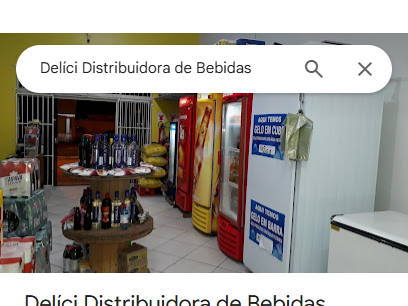 Delíci Distribuidora de Bebidas
AQUI TEMOS
GELO EM CUBO
AQUI TEMOS
GELO EM BARRA
Delíci Distribuidora de Bebidas